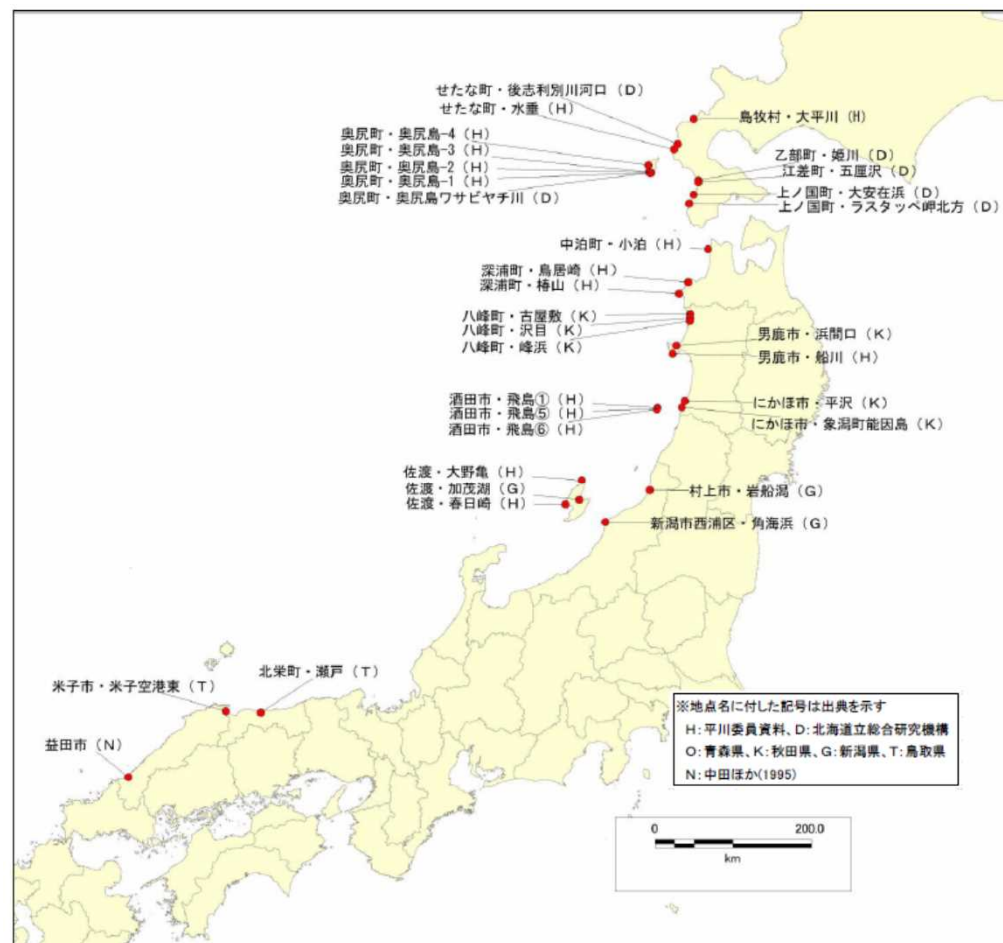 せたな町・後志利別川河口(D)
せたな町・水垂(H)
島牧村・大平川(H)
奥尻町・奥尻島-4(H)
奥尻町・奥尻島-3(H)
奥尻町・奥尻島-2(H)
奥尻町・奥尻島-1(H)
奥尻町・奥尻島ワサビヤチ川(D)
乙部町・姫川(D)
江差町・五厘沢(D)
上ノ国町・大安在浜(D)
上ノ国町・ラスタッペ岬北方(D)
中泊町・小泊(H)
深浦町・鳥居崎(H)
深浦町・椿山(H)
八峰町・古屋敷(K)
八峰町・沢目(K)
八峰町・峰浜(K)
男鹿市・浜間口(K)
男鹿市・船川(H)
酒田市・飛島①(H)
酒田市・飛島⑤(H)
酒田市・飛島⑥(H)
にかほ市・平沢(K)
にかほ市・象潟町能因島(K)
佐渡・大野亀(H)
佐渡・加茂湖(G)
佐渡・春日崎(H)
村上市・岩船潟(G)
新潟市西浦区・角海浜(G)
北栄町・瀬戸(T)
米子市・米子空港東(T)
益田市(N)
※地点名に付した記号は出典を示す
H:平川委員資料、D:北海道立総合研究機構
O:青森県、K:秋田県、G:新潟県、T:鳥取県
N:中田ほか(1995)
0 200.0
km